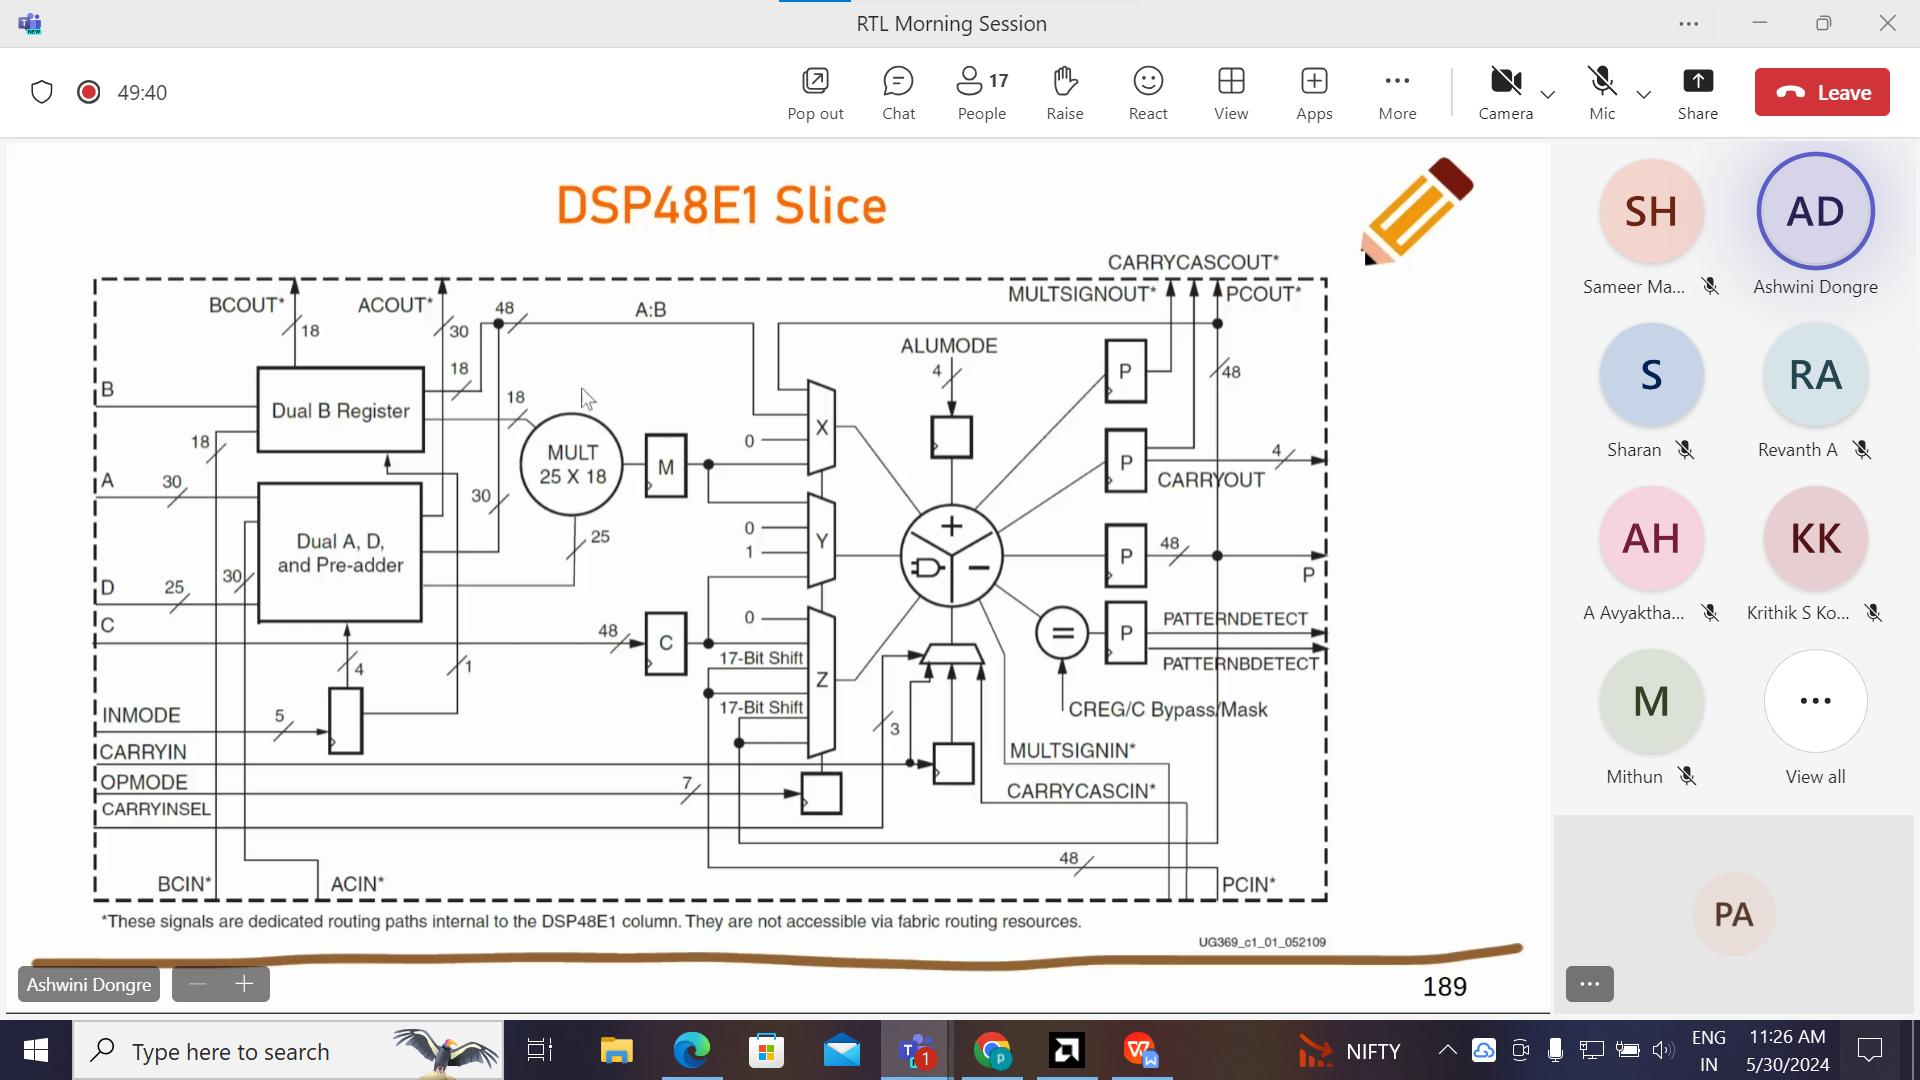 RTL Morning Session
49:40
Pop out
Chat
17
People
Raise
React
View
Apps
More
Camera
Mic
Share
Leave
DSP48E1 Slice
CARRYCASCOUT*
BCOUT*
ACOUT*
48
A:B
MULTSIGNOUT*
PCOUT*
18
30
ALUMODE
4
P
48
18
B
Dual B Register
18
X
0
MULT
25 X 18
M
P
4
CARRYOUT
18
A
30
30
0
1
Y
25
+
−
Dual A, D,
and Pre-adder
P
48
P
D
25
30
C
48
C
0
17-Bit Shift
Z
17-Bit Shift
=
P
PATTERNDETECT
PATTERNBDETECT
4
1
INMODE
5
3
CREG/C Bypass/Mask
CARRYIN
MULTSIGNIN*
OPMODE
7
CARRYCASCIN*
CARRYINSEL
48
BCIN*
ACIN*
PCIN*
*These signals are dedicated routing paths internal to the DSP48E1 column. They are not accessible via fabric routing resources.
UG369_c1_01_052109
189
Ashwini Dongre
SH
Sameer Ma...
AD
Ashwini Dongre
S
Sharan
RA
Revanth A
AH
A Avyaktha...
KK
Krithik S Ko...
M
Mithun
View all
PA
Type here to search
NEW
1
p
W
NIFTY
ENG
IN
11:26 AM
5/30/2024